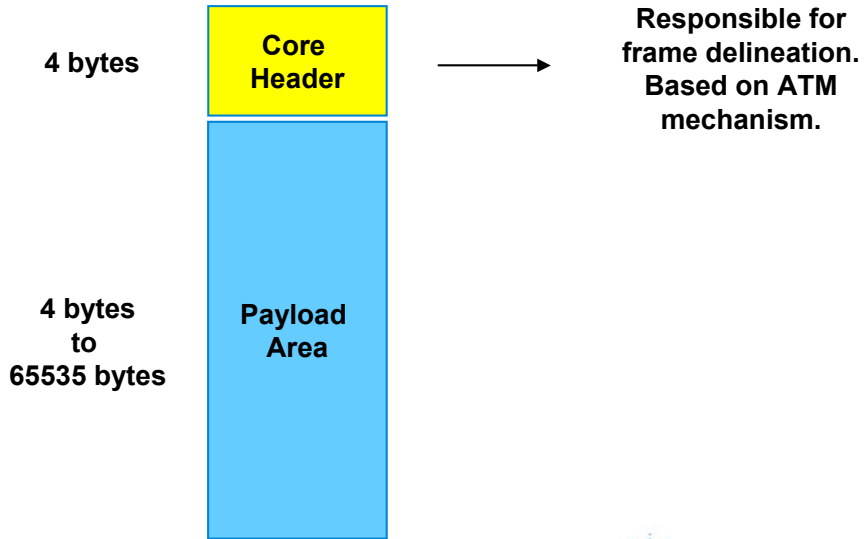 4 bytes
Core
Header
Responsible for
frame delineation.
Based on ATM
mechanism.
4 bytes
to
65535 bytes
Payload
Area